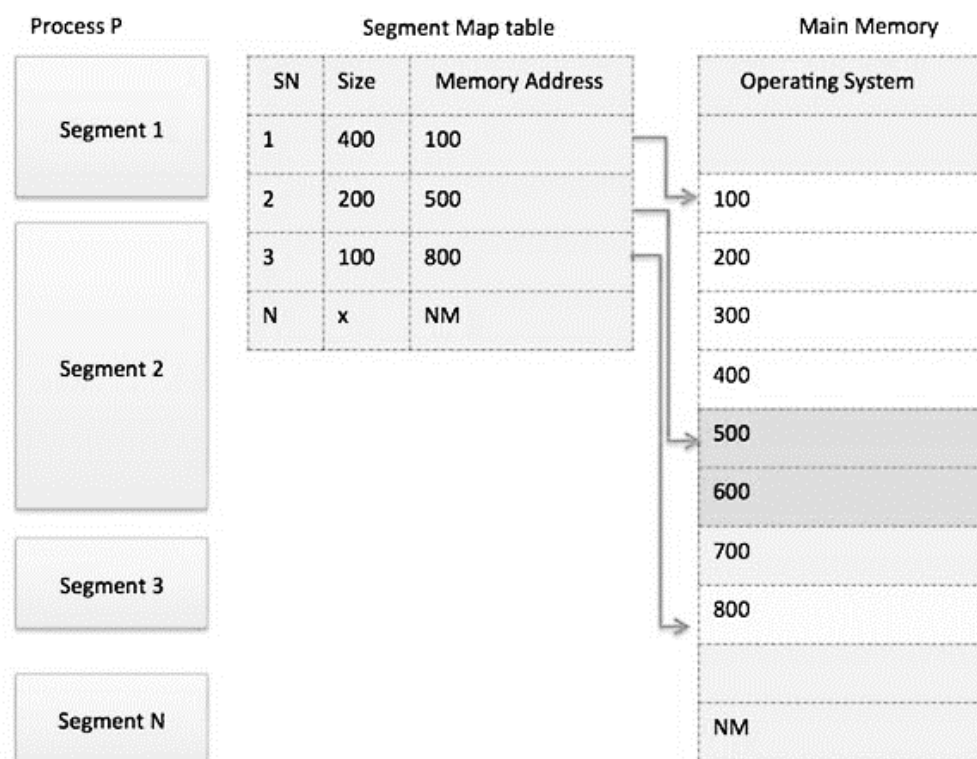 Process P
Segment 1
Segment 2
Segment 3
Segment N
Segment Map table
SN Size Memory Address
1 400 100
2 200 500
3 100 800
N x NM
Main Memory
Operating System
100
200
300
400
500
600
700
800
NM